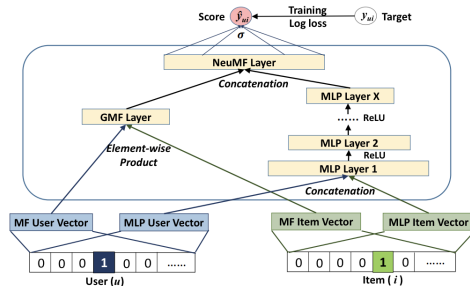 Score ŷui Training yui Target
Log loss
σ
NeuMF Layer
Concatenation
MLP Layer X
GMF Layer
...... ReLU
Element-wise
Product
MLP Layer 2
ReLU
MLP Layer 1
Concatenation
MF User Vector MLP User Vector MF Item Vector MLP Item Vector
0 0 0 1 0 0 ...... 0 0 0 0 1 0 ......
User (u) Item ( i )